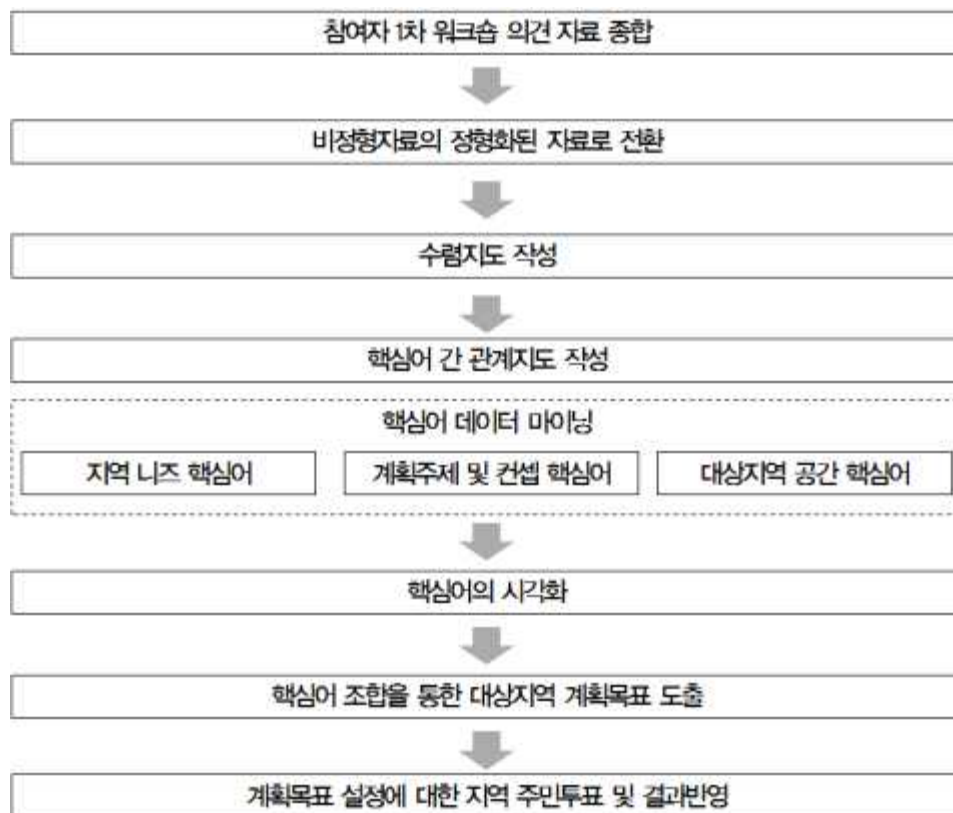 참여자 1차 워크숍 의견 자료 종합
비정형자료의 정형화된 자료로 전환
수렴지도 작성
핵심어 간 관계지도 작성
핵심어 데이터 마이닝
지역 니즈 핵심어
계획주제 및 컨셉 핵심어
대상지역 공간 핵심어
핵심어의 시각화
핵심어 조합을 통한 대상지역 계획목표 도출
계획목표 설정에 대한 지역 주민투표 및 결과반영